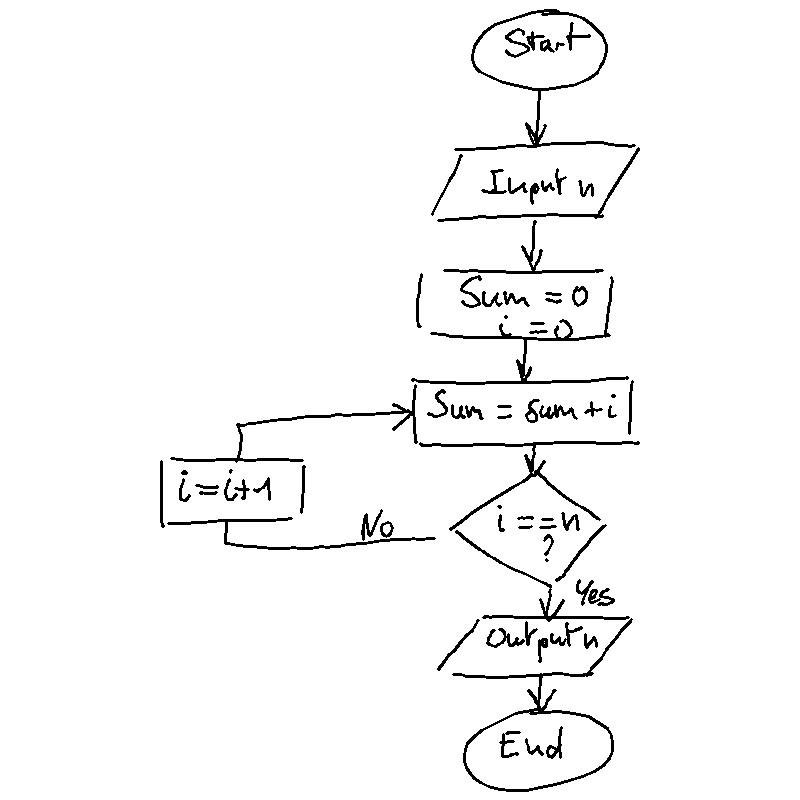 Start
Input n
Sum = 0
i = 0
Sum = sum + i
i = i + 1
No
i == n
?
Yes
Output n
End